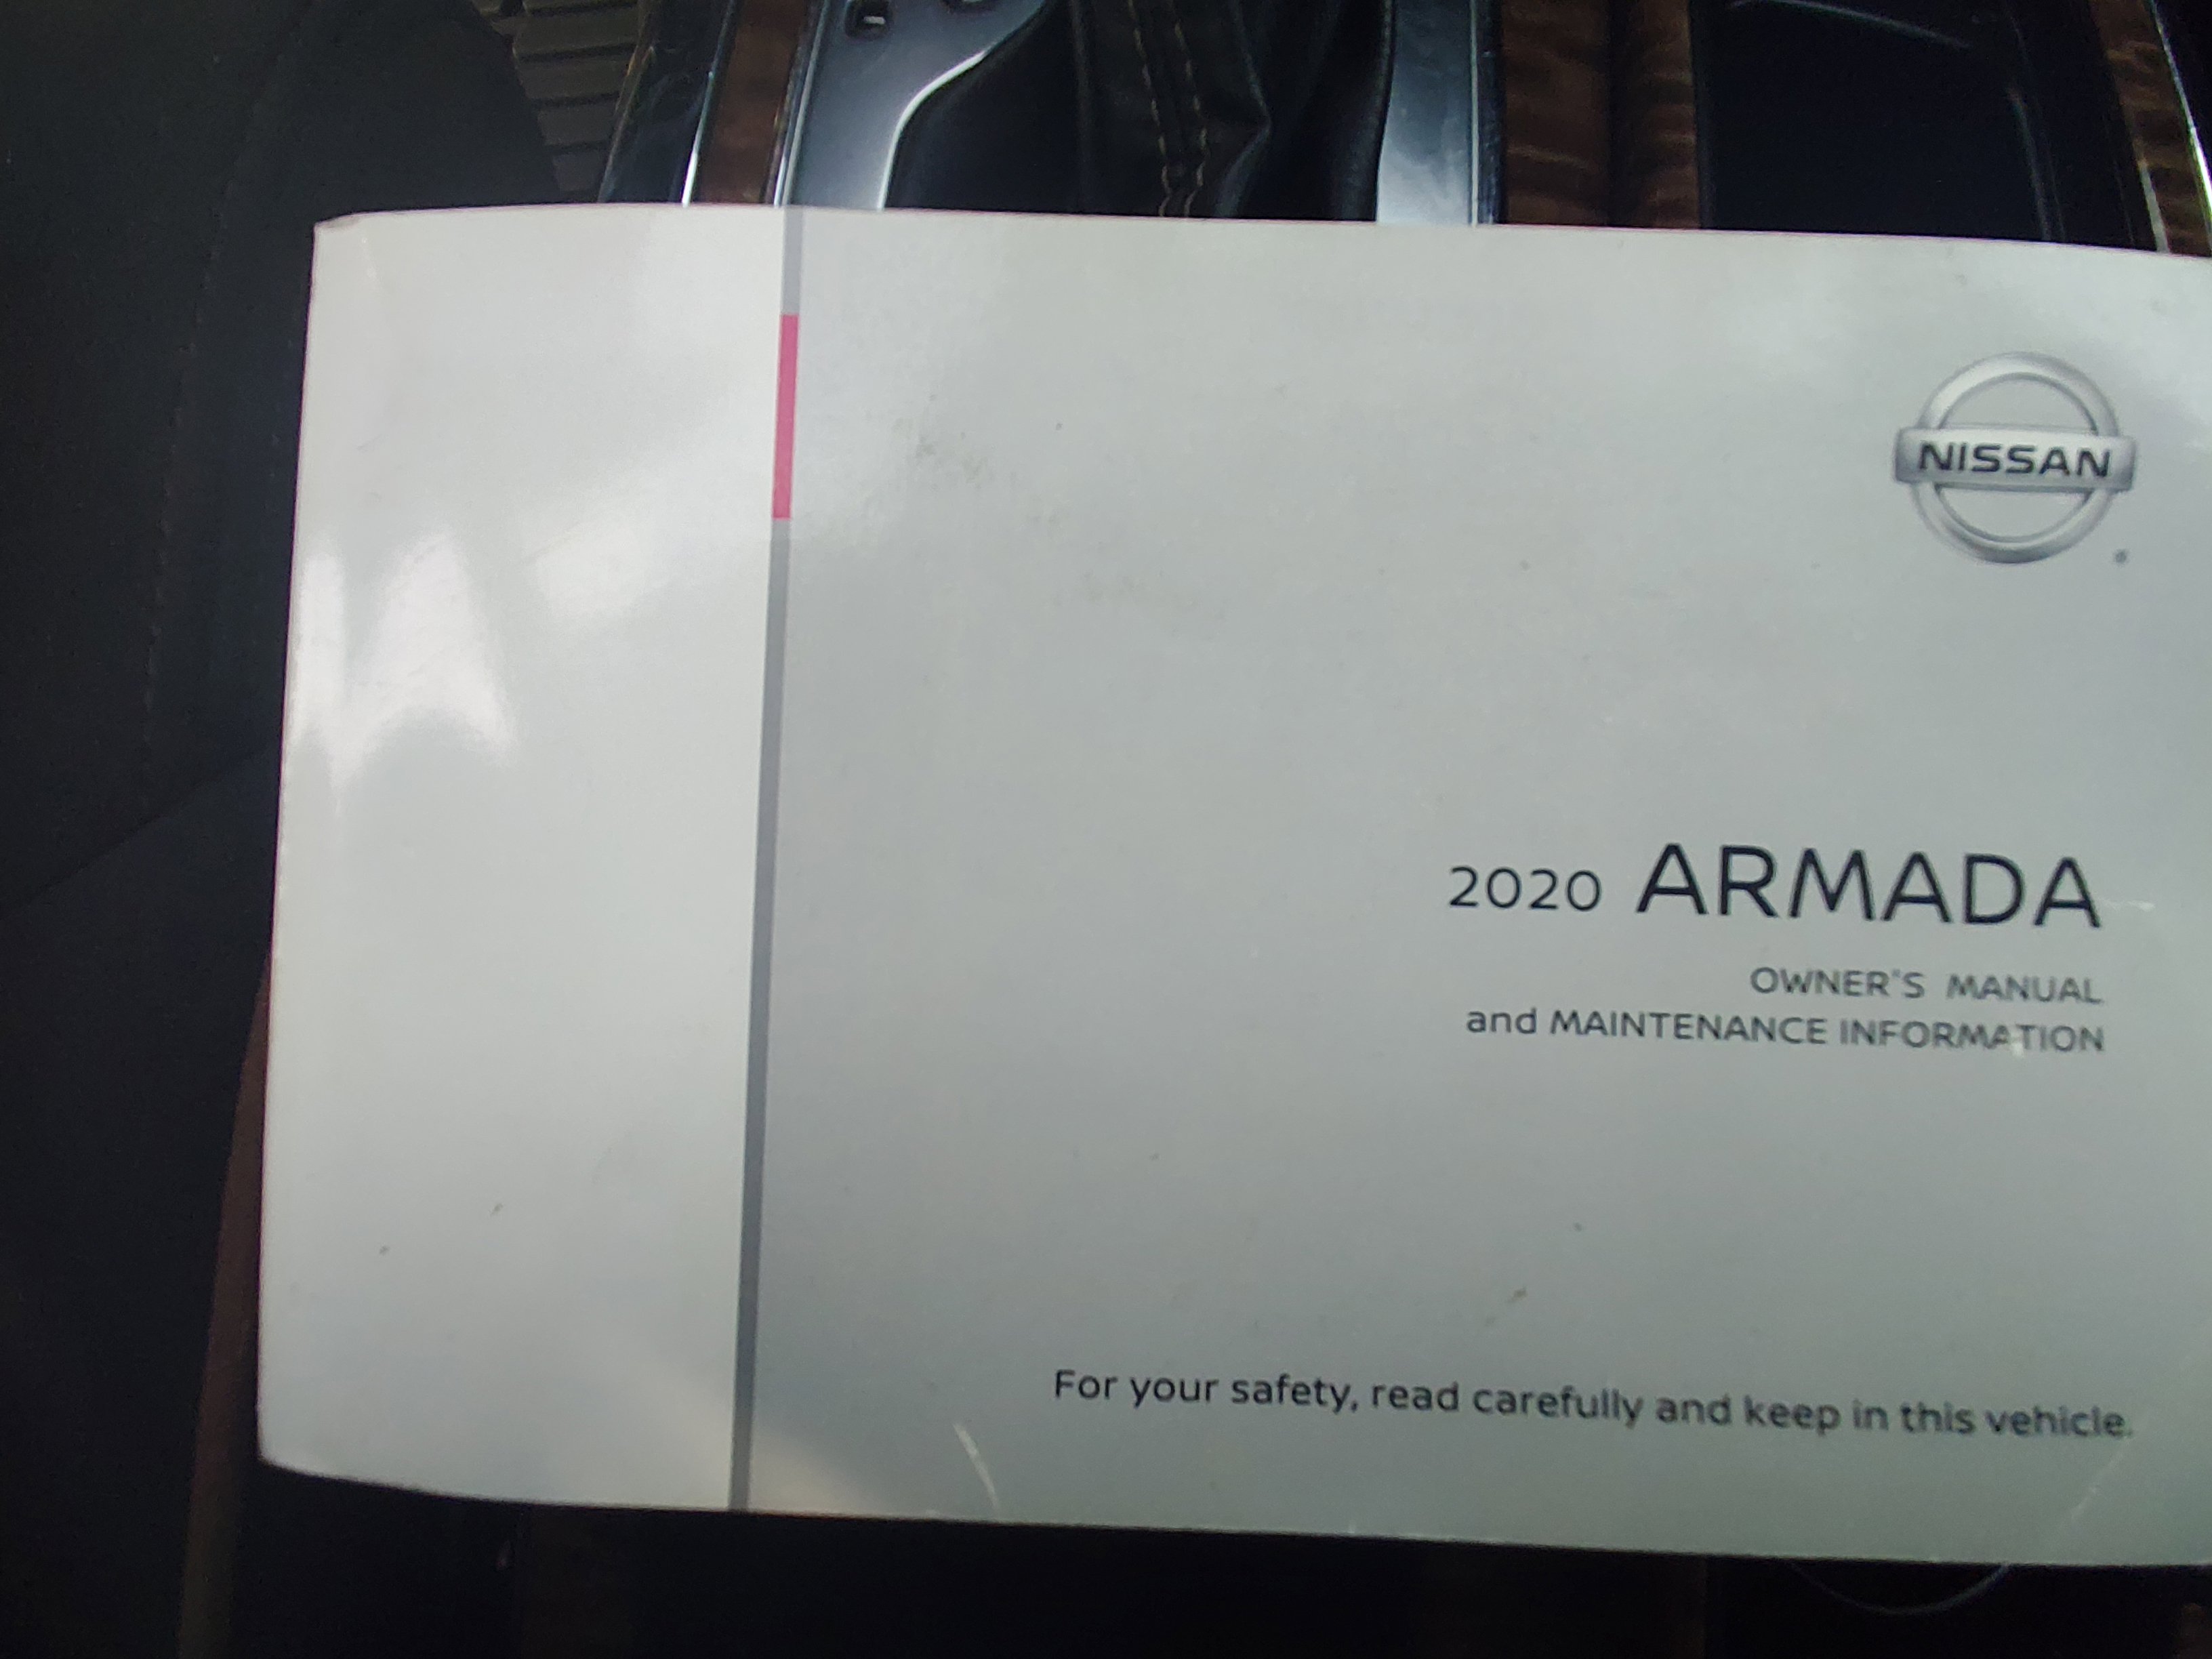 NISSAN
2020 ARMADA
OWNER'S MANUAL
and MAINTENANCE INFORMATION
For your safety, read carefully and keep in this vehicle.